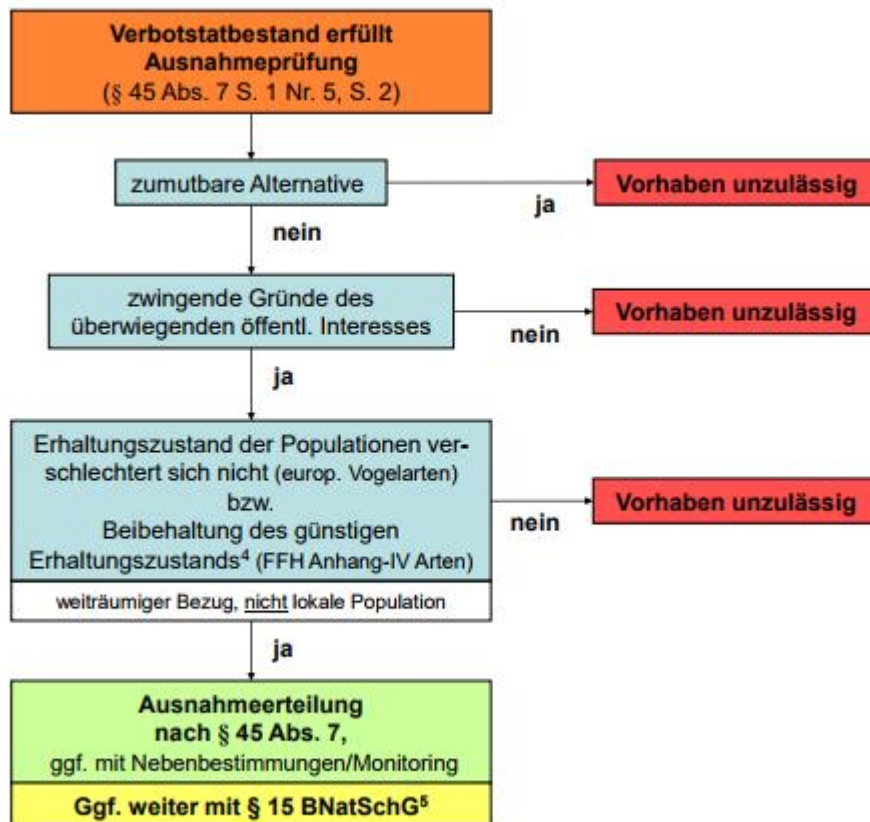 Verbotstatbestand erfüllt
Ausnahmeprüfung
(§ 45 Abs. 7 S. 1 Nr. 5, S. 2)
zumutbare Alternative
ja
Vorhaben unzulässig
nein
zwingende Gründe des
überwiegenden öffentl. Interesses
nein
Vorhaben unzulässig
ja
Erhaltungszustand der Populationen ver-
schlechtert sich nicht (europ. Vogelarten)
bzw.
Beibehaltung des günstigen
Erhaltungszustands⁴ (FFH Anhang-IV Arten)
weiträumiger Bezug, nicht lokale Population
nein
Vorhaben unzulässig
ja
Ausnahmeerteilung
nach § 45 Abs. 7,
ggf. mit Nebenbestimmungen/Monitoring
Ggf. weiter mit § 15 BNatSchG⁵